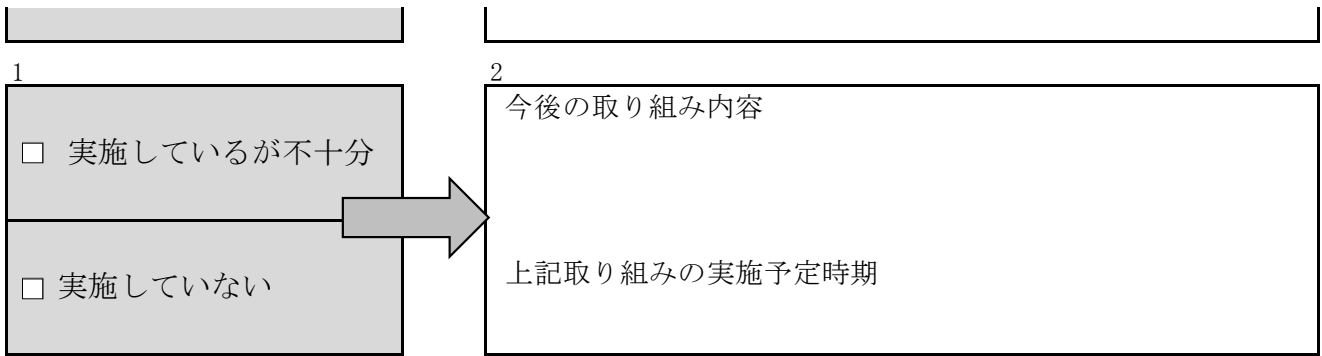 1
□ 実施しているが不十分
□ 実施していない
2
今後の取り組み内容
上記取り組みの実施予定時期